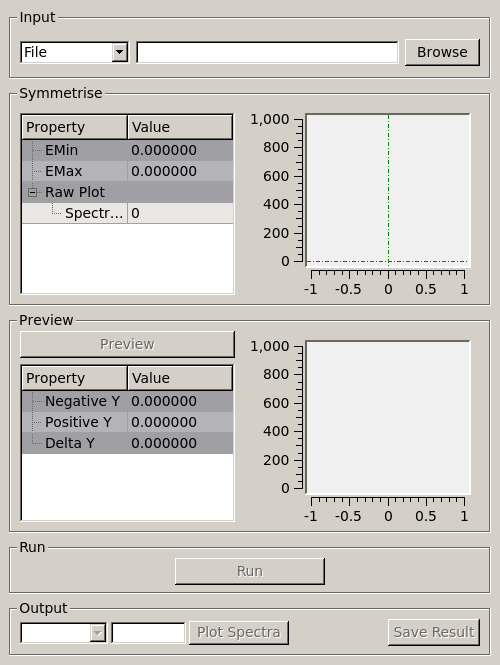 Input
File
Browse
Symmetrise
Property Value
EMin 0.000000
EMax 0.000000
Raw Plot
Spectr... 0
1,000
800
600
400
200
0
-1 -0.5 0 0.5 1
Preview
Preview
Property Value
Negative Y 0.000000
Positive Y 0.000000
Delta Y 0.000000
1,000
800
600
400
200
0
-1 -0.5 0 0.5 1
Run
Run
Output
Plot Spectra
Save Result